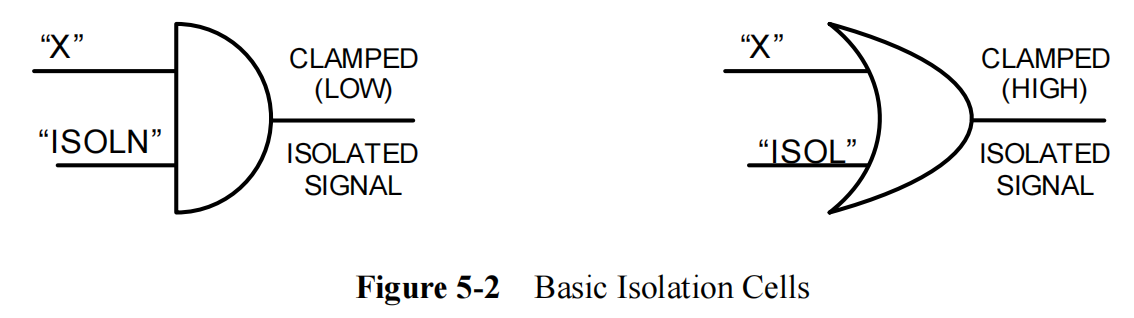 “X”
“ISOLN”
CLAMPED
(LOW)
ISOLATED
SIGNAL
“X”
“ISOL”
CLAMPED
(HIGH)
ISOLATED
SIGNAL
Figure 5-2 Basic Isolation Cells